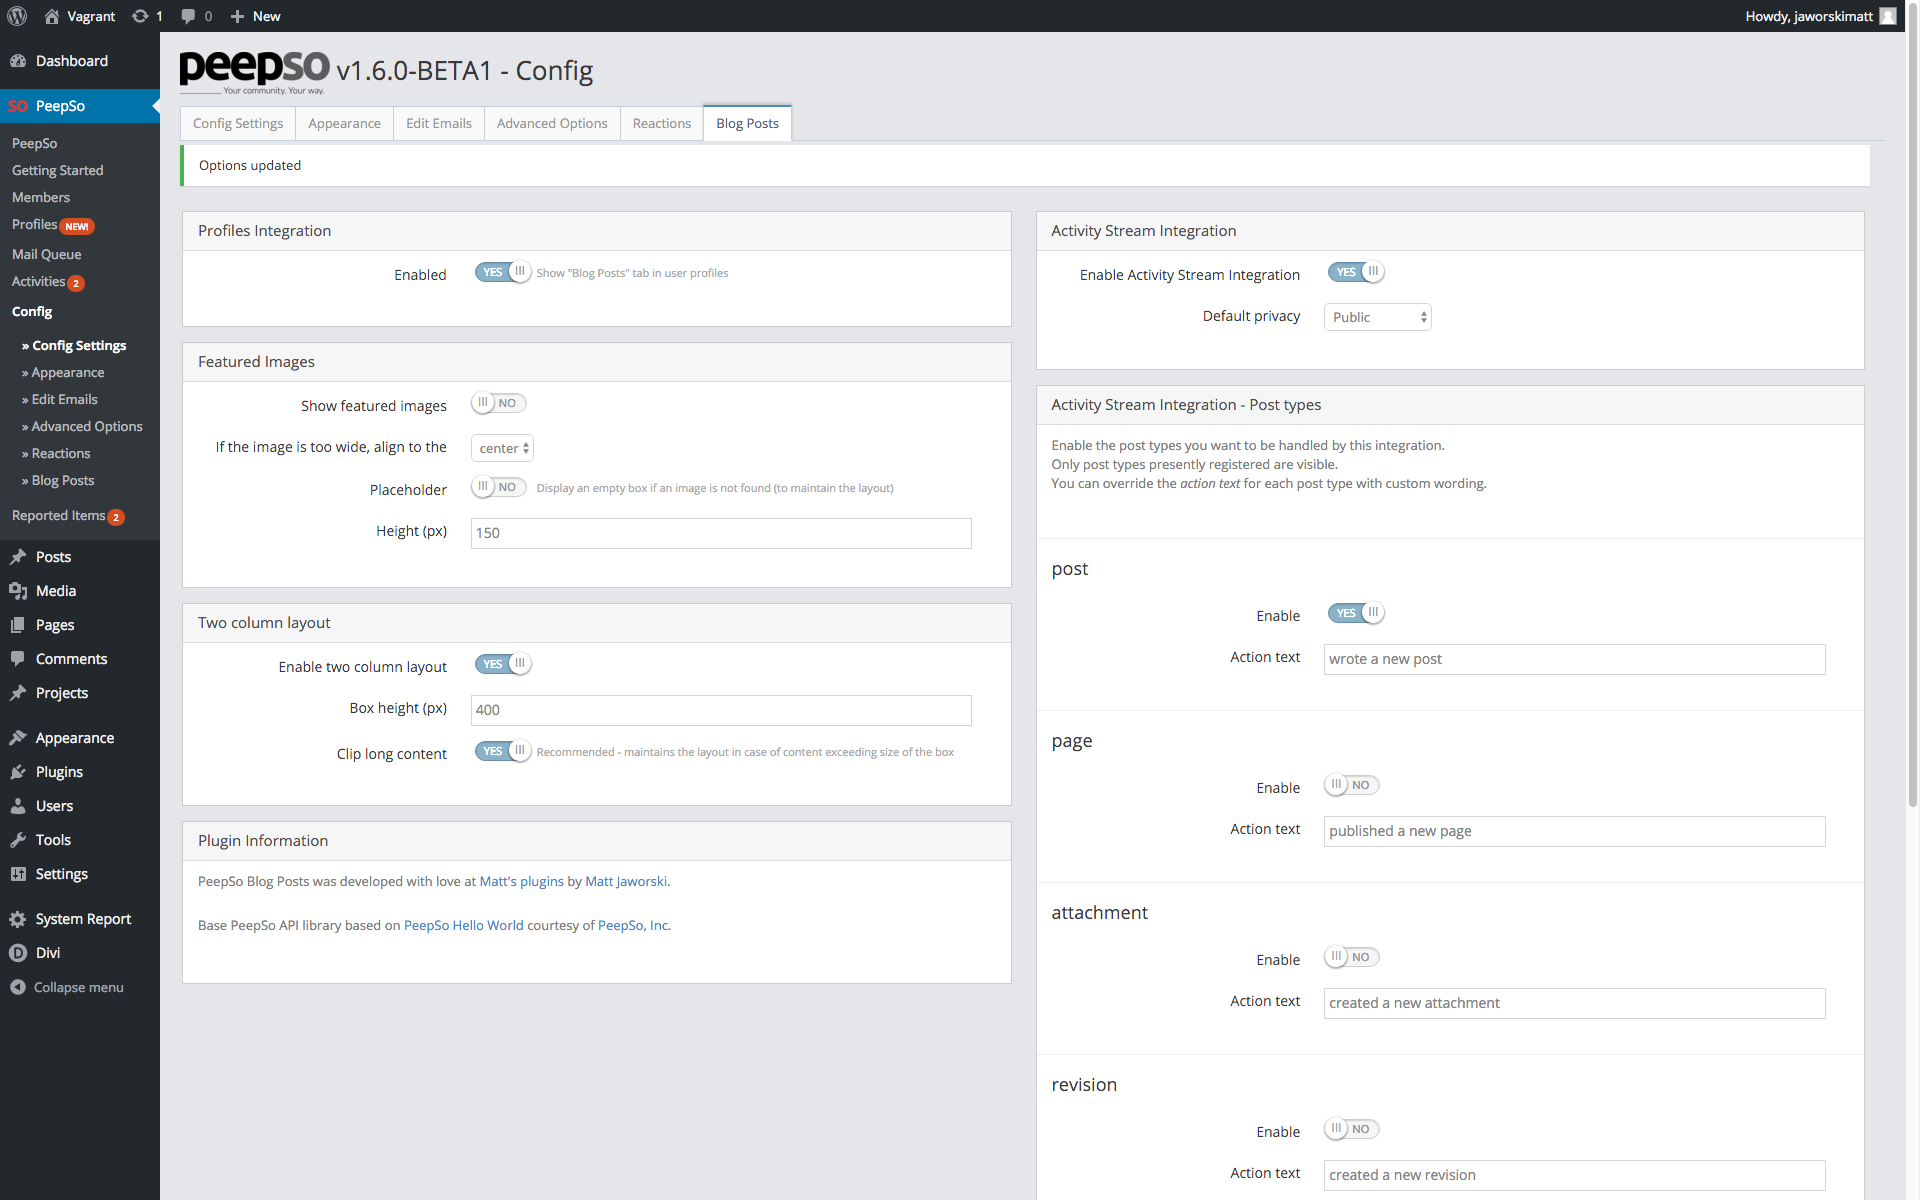 Vagrant 1 0 New
Howdy, jaworskimatt
Dashboard
SO PeepSo
PeepSo
Getting Started
Members
Profiles NEW!
Mail Queue
Activities 2
Config
» Config Settings
» Appearance
» Edit Emails
» Advanced Options
» Reactions
» Blog Posts
Reported Items 2
Posts
Media
Pages
Comments
Projects
Appearance
Plugins
Users
Tools
Settings
System Report
D Divi
Collapse menu
peepso v1.6.0-BETA1 - Config
Your community. Your way.
Config Settings Appearance Edit Emails Advanced Options Reactions Blog Posts
Options updated
Profiles Integration
Enabled YES Show "Blog Posts" tab in user profiles
Featured Images
Show featured images NO
If the image is too wide, align to the center
Placeholder NO Display an empty box if an image is not found (to maintain the layout)
Height (px) 150
Two column layout
Enable two column layout YES
Box height (px) 400
Clip long content YES Recommended - maintains the layout in case of content exceeding size of the box
Plugin Information
PeepSo Blog Posts was developed with love at Matt's plugins by Matt Jaworski.
Base PeepSo API library based on PeepSo Hello World courtesy of PeepSo, Inc.
Activity Stream Integration
Enable Activity Stream Integration YES
Default privacy Public
Activity Stream Integration - Post types
Enable the post types you want to be handled by this integration.
Only post types presently registered are visible.
You can override the action text for each post type with custom wording.
post
Enable YES
Action text wrote a new post
page
Enable NO
Action text published a new page
attachment
Enable NO
Action text created a new attachment
revision
Enable NO
Action text created a new revision